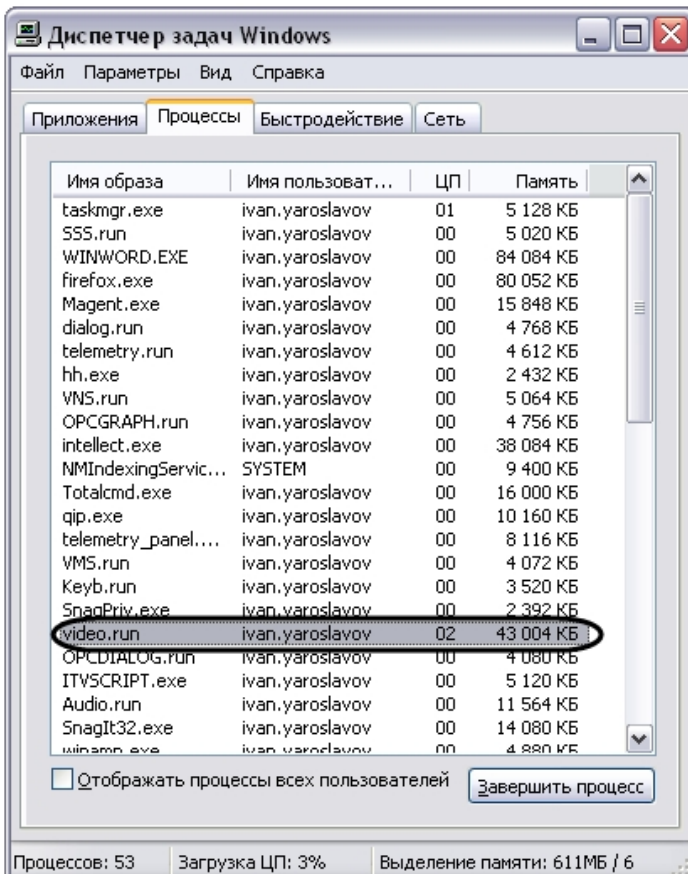 Диспетчер задач Windows
Файл Параметры Вид Справка
Приложения Процессы Быстродействие Сеть
Имя образа Имя пользоват... ЦП Память
taskmgr.exe ivan.yaroslavov 01 5 128 КБ
SSS.run ivan.yaroslavov 00 5 020 КБ
WINWORD.EXE ivan.yaroslavov 00 84 084 КБ
firefox.exe ivan.yaroslavov 00 80 052 КБ
Magent.exe ivan.yaroslavov 00 15 848 КБ
dialog.run ivan.yaroslavov 00 4 768 КБ
telemetry.run ivan.yaroslavov 00 4 612 КБ
hh.exe ivan.yaroslavov 00 2 432 КБ
VNS.run ivan.yaroslavov 00 5 064 КБ
OPCGRAPH.run ivan.yaroslavov 00 4 756 КБ
intellect.exe ivan.yaroslavov 00 38 084 КБ
NMIndexingServic... SYSTEM 00 9 400 КБ
Totalcmd.exe ivan.yaroslavov 00 16 000 КБ
qip.exe ivan.yaroslavov 00 10 160 КБ
telemetry_panel.... ivan.yaroslavov 00 8 116 КБ
VMS.run ivan.yaroslavov 00 4 072 КБ
Keyb.run ivan.yaroslavov 00 3 520 КБ
SnagPriv.exe ivan.yaroslavov 00 2 392 КБ
video.run ivan.yaroslavov 02 43 004 КБ
OPCDIALOG.run ivan.yaroslavov 00 4 080 КБ
ITVSCRIPT.exe ivan.yaroslavov 00 5 120 КБ
Audio.run ivan.yaroslavov 00 11 564 КБ
SnagIt32.exe ivan.yaroslavov 00 14 080 КБ
winamp.exe ivan.yaroslavov 00 4 880 КБ
Отображать процессы всех пользователей Завершить процесс
Процессов: 53 Загрузка ЦП: 3% Выделение памяти: 611МБ / 6